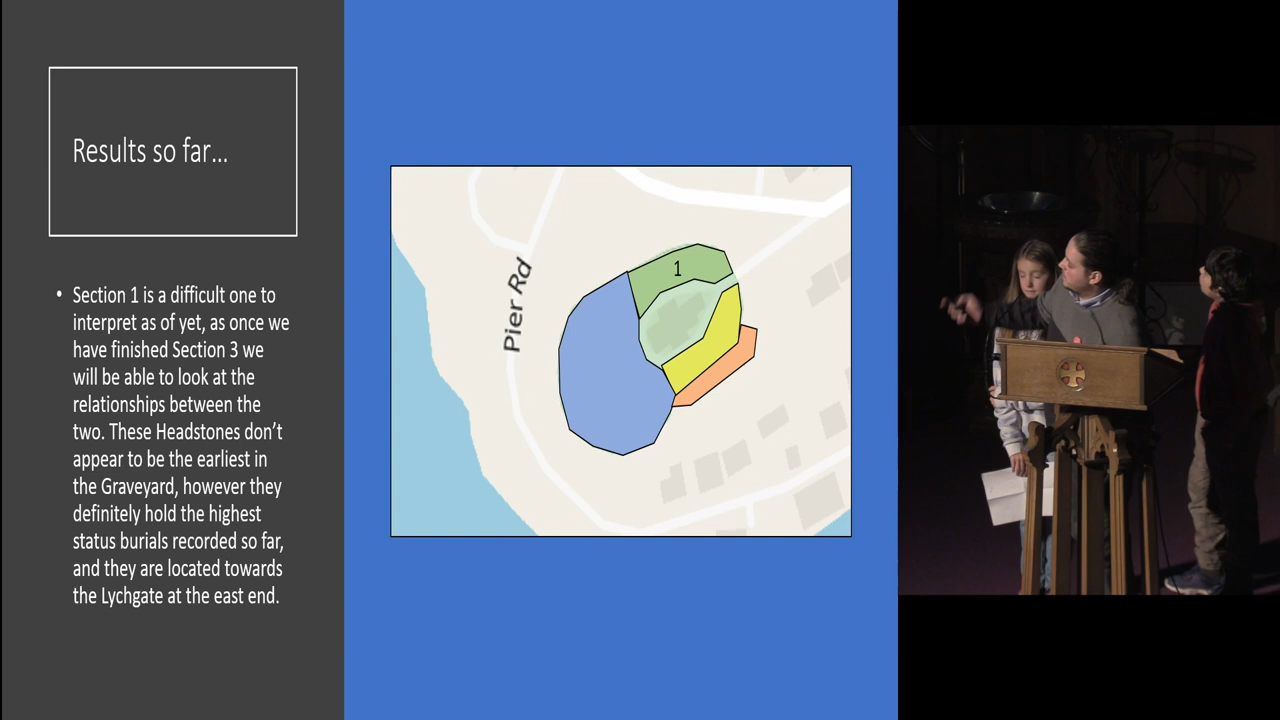 Results so far...
• Section 1 is a difficult one to
interpret as of yet, as once we
have finished Section 3 we
will be able to look at the
relationships between the
two. These Headstones don't
appear to be the earliest in
the Graveyard, however they
definitely hold the highest
status burials recorded so far,
and they are located towards
the Lychgate at the east end.
1
Pier Rd